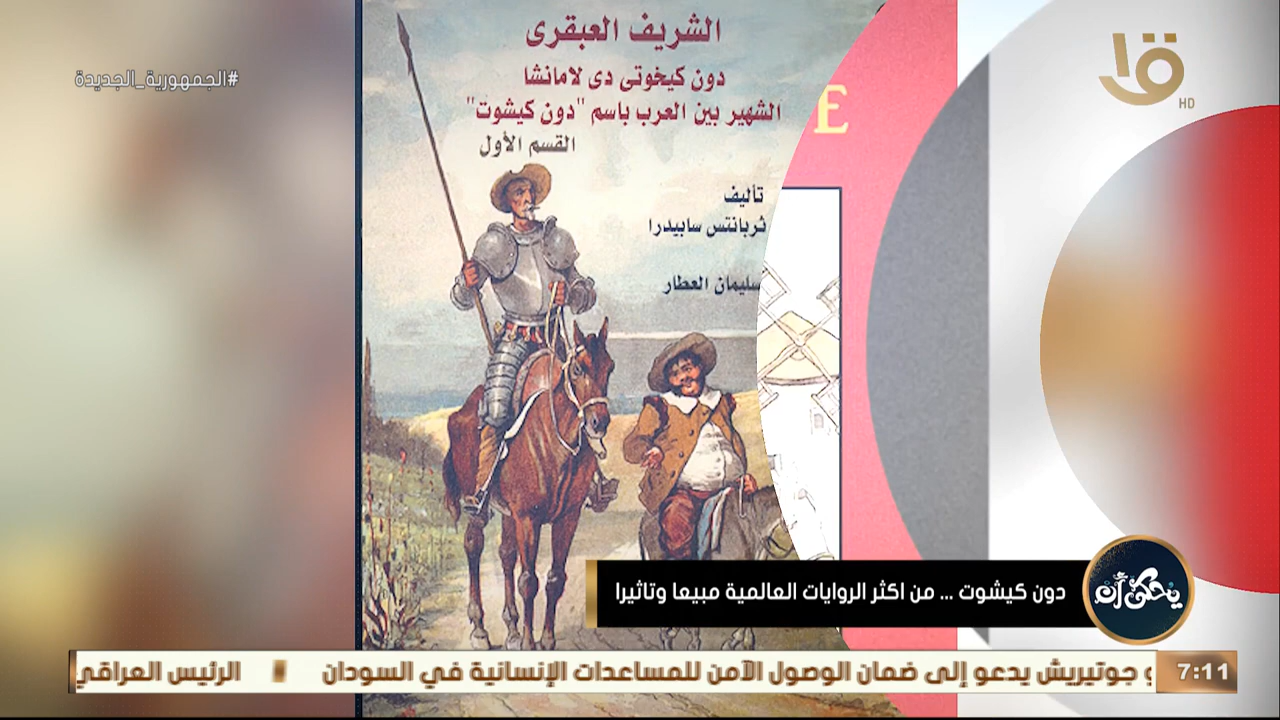 #الجمهورية_الجديدة
HD
الشريف العبقرى
دون كيخوتى دى لامانشا
الشهير بين العرب باسم "دون كيشوت"
القسم الأول
£
تأليف
ثربانتس سابيدرا
سليمان العطار
دون كيشوت ... من اكثر الروايات العالمية مبيعا وتاثيرا
يحكى أن
جوتيريش يدعو إلى ضمان الوصول الآمن للمساعدات الإنسانية في السودان
الرئيس العراقي
7:11